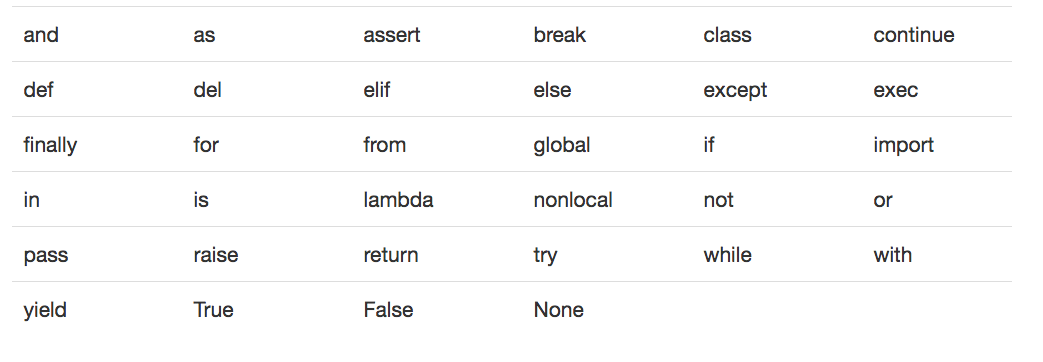 and as assert break class continue
def del elif else except exec
finally for from global if import
in is lambda nonlocal not or
pass raise return try while with
yield True False None